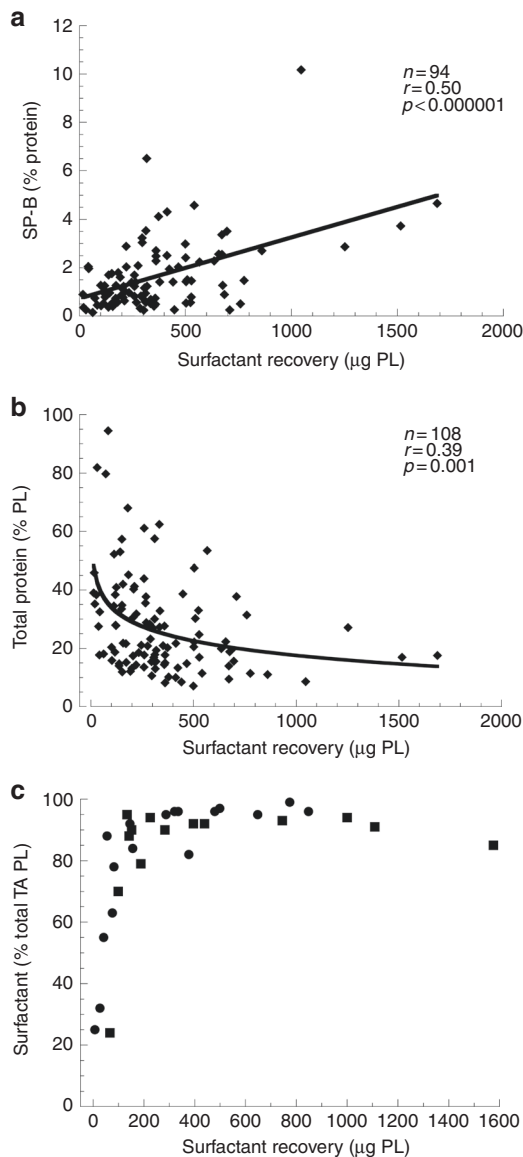 a
12
10
8
6
4
2
0
SP-B (% protein)
n=94
r=0.50
p<0.000001
0 500 1000 1500 2000
Surfactant recovery (µg PL)
b
100
80
60
40
20
0
Total protein (% PL)
n=108
r=0.39
p=0.001
0 500 1000 1500 2000
Surfactant recovery (µg PL)
c
100
80
60
40
20
0
Surfactant (% total TA PL)
0 200 400 600 800 1000 1200 1400 1600
Surfactant recovery (µg PL)